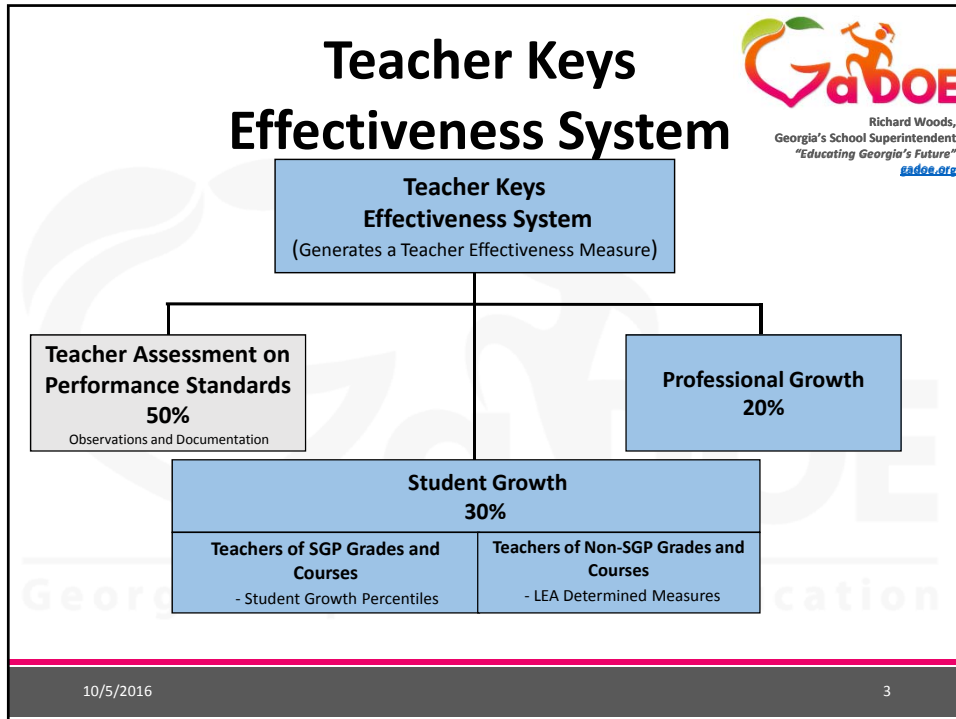 Teacher Keys
Effectiveness System
GaDOE
Richard Woods,
Georgia's School Superintendent
"Educating Georgia's Future"
gadoe.org
Teacher Keys
Effectiveness System
(Generates a Teacher Effectiveness Measure)
Teacher Assessment on
Performance Standards
50%
Observations and Documentation
Professional Growth
20%
Student Growth
30%
Teachers of SGP Grades and
Courses
- Student Growth Percentiles
Teachers of Non-SGP Grades and
Courses
- LEA Determined Measures
10/5/2016
3